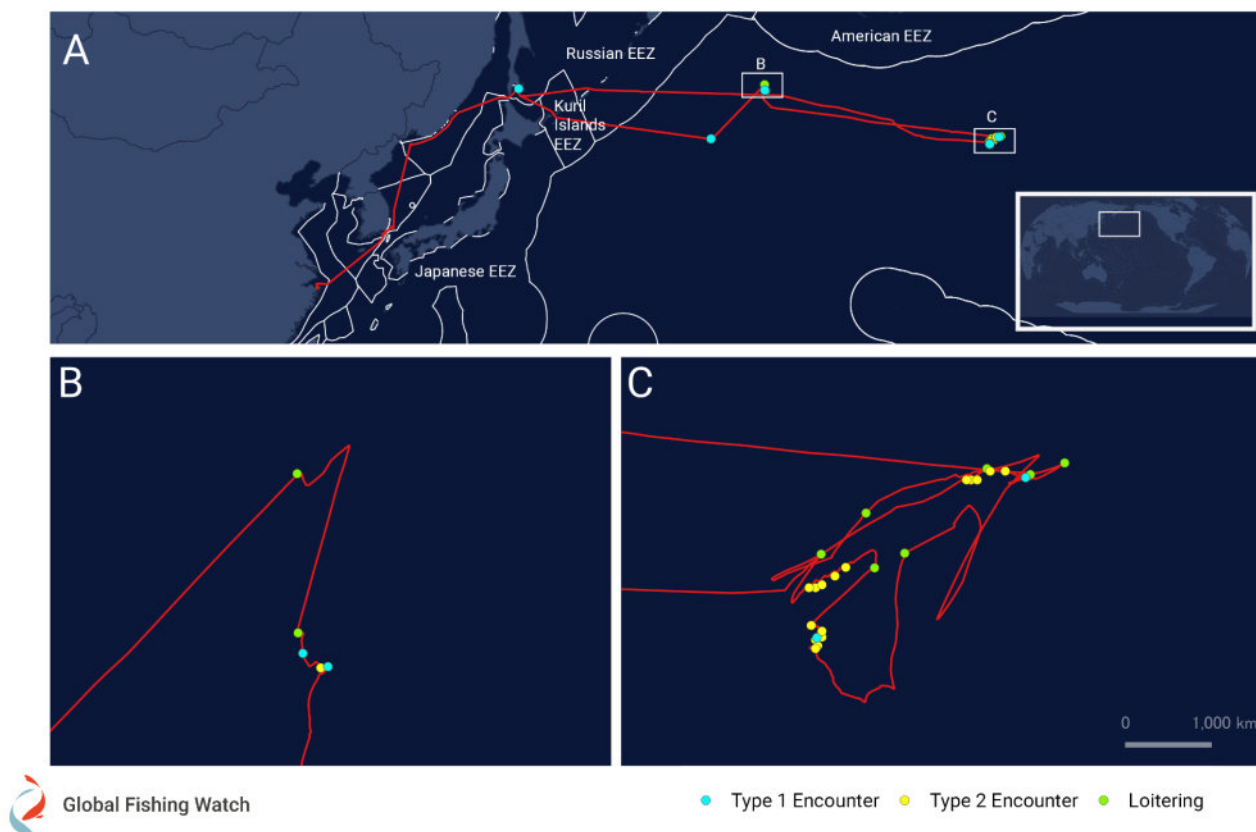 A
Russian EEZ
American EEZ
B
Kuril
Islands
EEZ
C
Japanese EEZ
B
C
0 1,000 km
Global Fishing Watch
Type 1 Encounter
Type 2 Encounter
Loitering